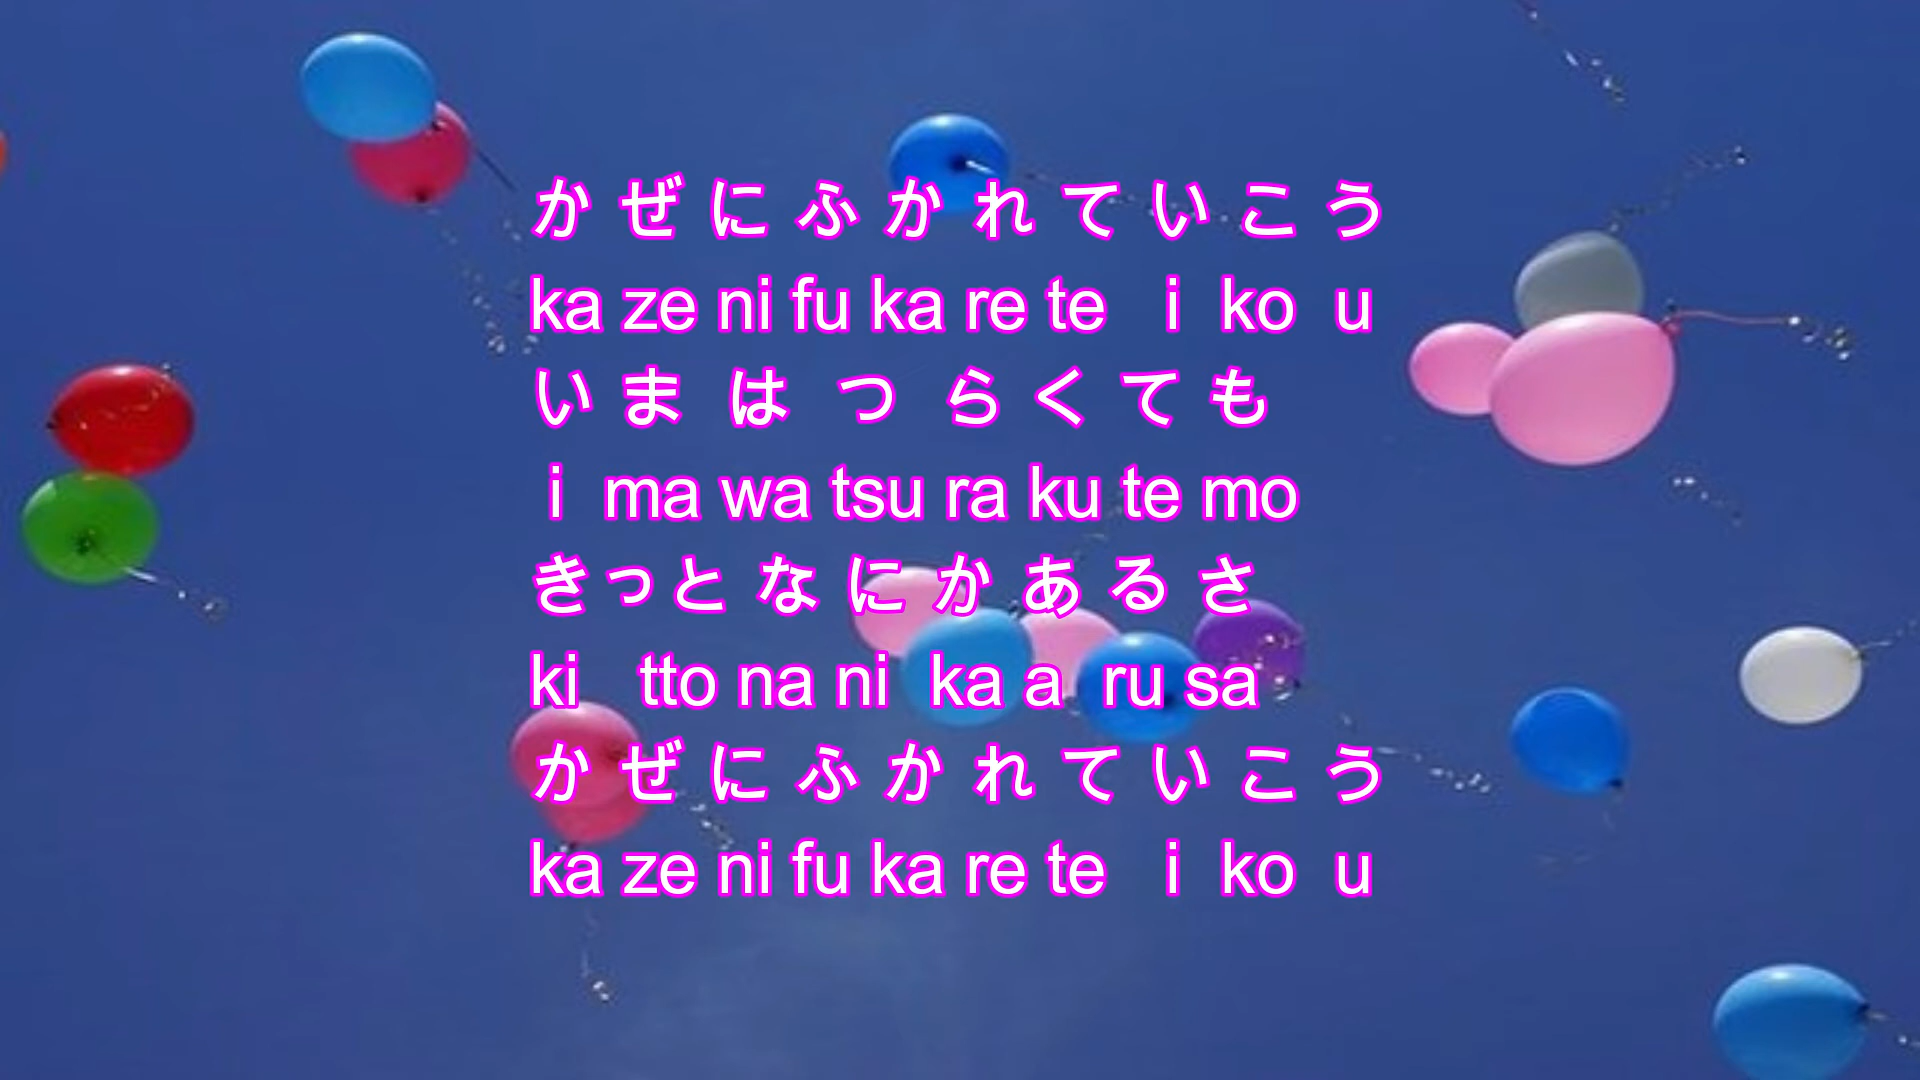 かぜにふかれていこう
ka ze ni fu ka re te i ko u
いまはつらくても
i ma wa tsu ra ku te mo
きっとなにかあるさ
ki tto na ni ka a ru sa
かぜにふかれていこう
ka ze ni fu ka re te i ko u